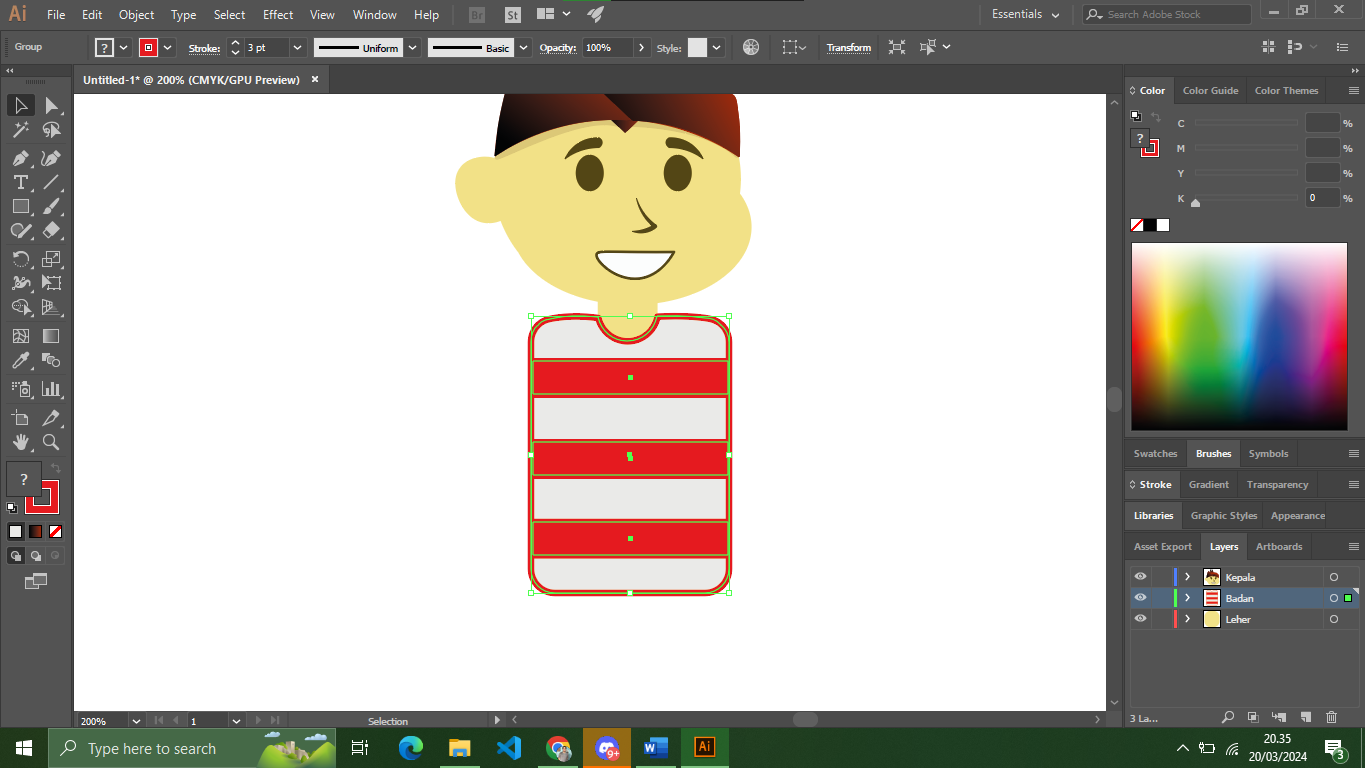 Ai File Edit Object Type Select Effect View Window Help Br St Essentials Search Adobe Stock
Group ? Stroke: 3 pt Uniform Basic Opacity: 100% Style: Transform
Untitled-1* @ 200% (CMYK/GPU Preview) ×
Color Color Guide Color Themes
C %
? M %
Y %
K 0 %
Swatches Brushes Symbols
?
Stroke Gradient Transparency
Libraries Graphic Styles Appearance
Asset Export Layers Artboards
Kepala
Badan
Leher
3 La...
200% 1 Selection
Type here to search 9+ Ai
20.35
20/03/2024
3